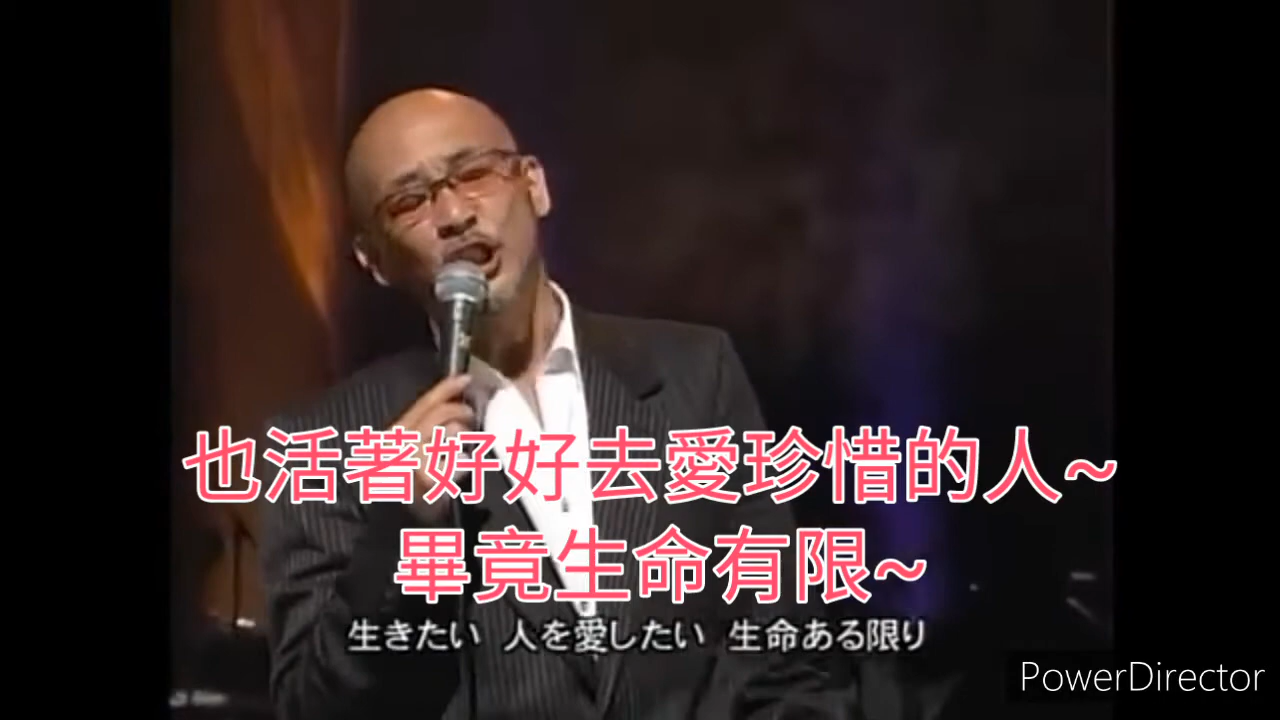 也活著好好去愛珍惜的人~
畢竟生命有限~
生きたい 人を愛したい 生命ある限り
PowerDirector